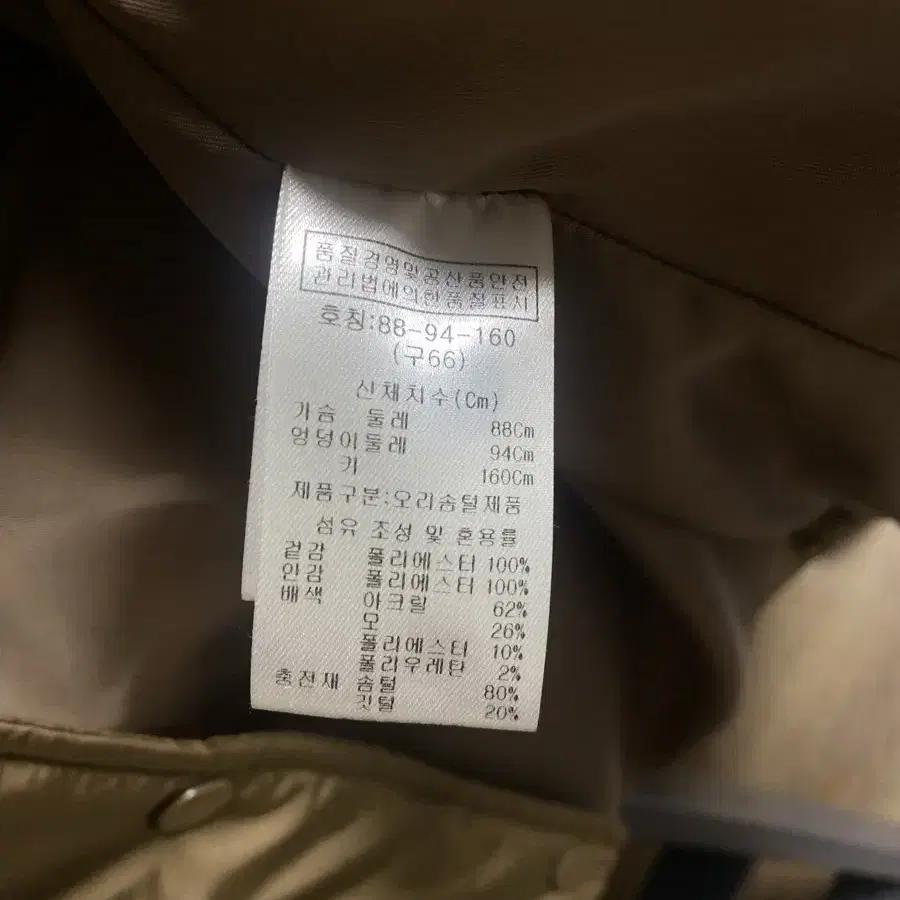 품질경영및공산품안전
관리법에의한품질표시
호칭:88-94-160
(구66)
신체치수(Cm)
가슴 둘레 88Cm
엉덩이둘레 94Cm
키 160Cm
제품구분:오리솜털제품
섬유 조성 및 혼용률
겉감 폴리에스터 100%
안감 폴리에스터 100%
배색 아크릴 62%
모 26%
폴리에스터 10%
폴리우레탄 2%
충전재 솜털 80%
깃털 20%